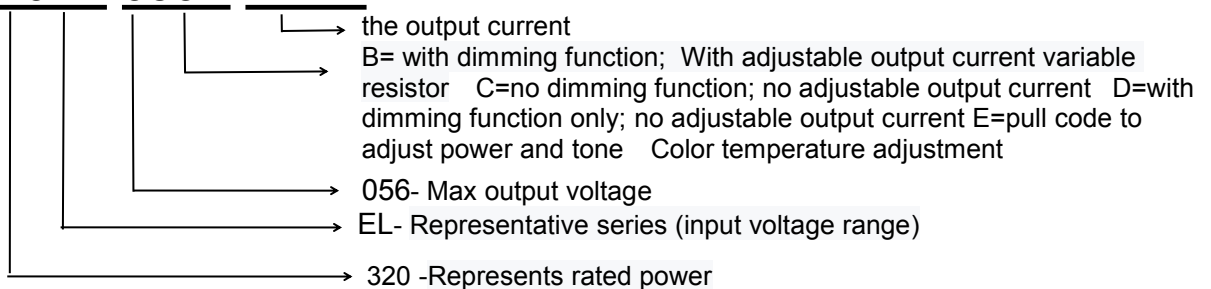 the output current
B= with dimming function; With adjustable output current variable
resistor C=no dimming function; no adjustable output current D=with
dimming function only; no adjustable output current E=pull code to
adjust power and tone Color temperature adjustment
056- Max output voltage
EL- Representative series (input voltage range)
320 -Represents rated power